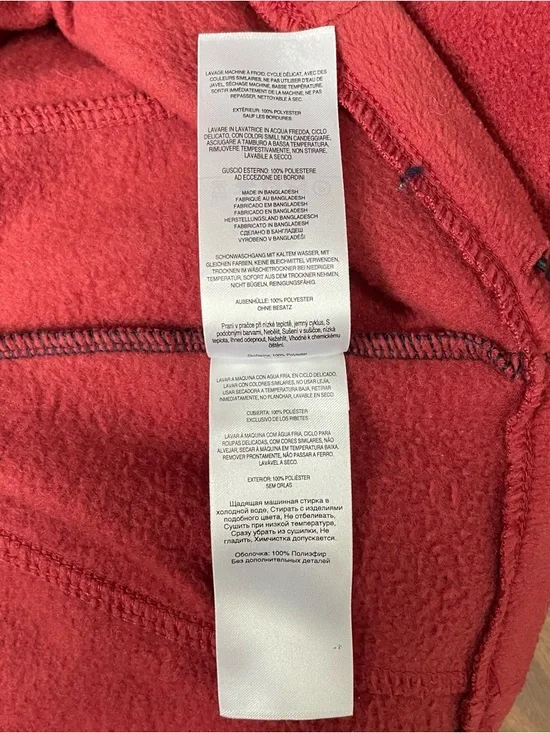 LAVAGE MACHINE À FROID, CYCLE DÉLICAT, AVEC DES
COULEURS SIMILAIRES, NE PAS UTILISER D'EAU DE
JAVEL, SÉCHAGE MACHINE, BASSE TEMPÉRATURE,
SORTIR IMMÉDIATEMENT DE LA MACHINE, NE PAS
REPASSER, NETTOYABLE À SEC.
EXTÉRIEUR: 100% POLYESTER
SAUF LES BORDURES
LAVARE IN LAVATRICE IN ACQUA FREDDA, CICLO
DELICATO, CON COLORI SIMILI, NON CANDEGGIARE,
ASCIUGARE A TAMBURO A BASSA TEMPERATURA,
RIMUOVERE TEMPESTIVAMENTE, NON STIRARE,
LAVABILE A SECCO.
GUSCIO ESTERNO: 100% POLIESTERE
AD ECCEZIONE DEI BORDINI
MADE IN BANGLADESH
FABRIQUÉ AU BANGLADESH
FABRICADO EM BANGLADESH
FABRICADO EN BANGLADESH
HERSTELLUNGSLAND BANGLADESCH
FABBRICATO IN BANGLADESH
СДЕЛАНО В БАНГЛАДЕШ
VYROBENO V BANGLADÉŠI
SCHONWASCHGANG MIT KALTEM WASSER, MIT
GLEICHEN FARBEN, KEINE BLEICHMITTEL VERWENDEN,
TROCKNEN IM WÄSCHETROCKNER BEI NIEDRIGER
TEMPERATUR, SOFORT AUS DEM TROCKNER NEHMEN,
NICHT BÜGELN, REINIGUNGSFÄHIG.
AUßENHÜLLE: 100% POLYESTER
OHNE BESATZ
Praní v pračce při nízké teplotě, jemný cyklus, S
podobnými barvami, Nebělit, Sušení v sušičce, nízká
teplota, Ihned odepnout, Nežehlit, Vhodné k chemickému
čištění.
LAVAR A MÁQUINA CON AGUA FRÍA, EN CICLO DELICADO,
LAVAR CON COLORES SIMILARES, NO USAR LEJÍA,
USAR SECADORA A TEMPERATURA BAJA, RETIRAR
INMEDIATAMENTE, NO PLANCHAR, LAVABLE EN SECO.
CUBIERTA: 100% POLIÉSTER
EXCLUSIVO DE LOS RIBETES
LAVAR À MÁQUINA COM ÁGUA FRIA, CICLO PARA
ROUPAS DELICADAS, COM CORES SIMILARES, NÃO
ALVEJAR, SECAR À MÁQUINA EM TEMPERATURA BAIXA,
REMOVER PRONTAMENTE, NÃO PASSAR A FERRO,
LAVÁVEL A SECO.
EXTERIOR: 100% POLIÉSTER
SEM ORLAS
Щадящая машинная стирка в
холодной воде, Стирать с изделиями
подобного цвета, Не отбеливать,
Сушить при низкой температуре,
Сразу убрать из сушилки, Не
гладить, Химчистка допускается.
Оболочка: 100% Полиэфир
Без дополнительных деталей